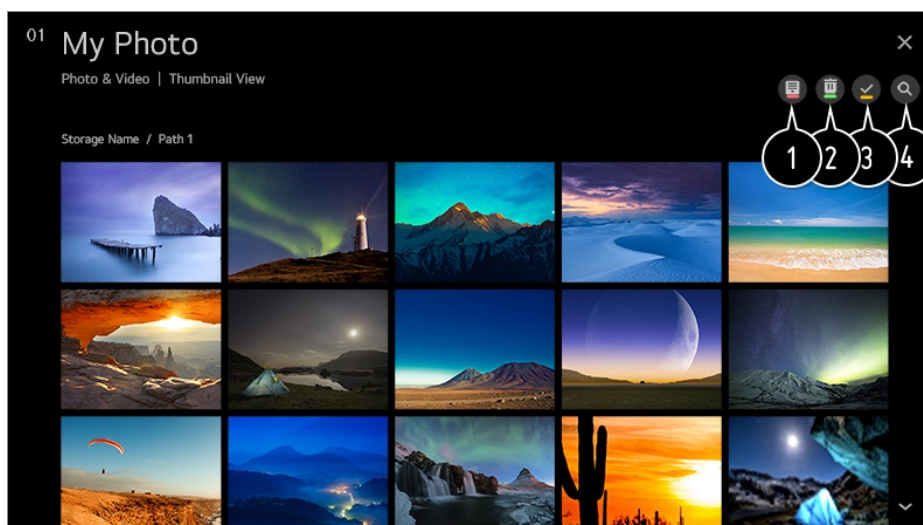 01 My Photo
Photo & Video | Thumbnail View
1 2 3 4
Storage Name / Path 1